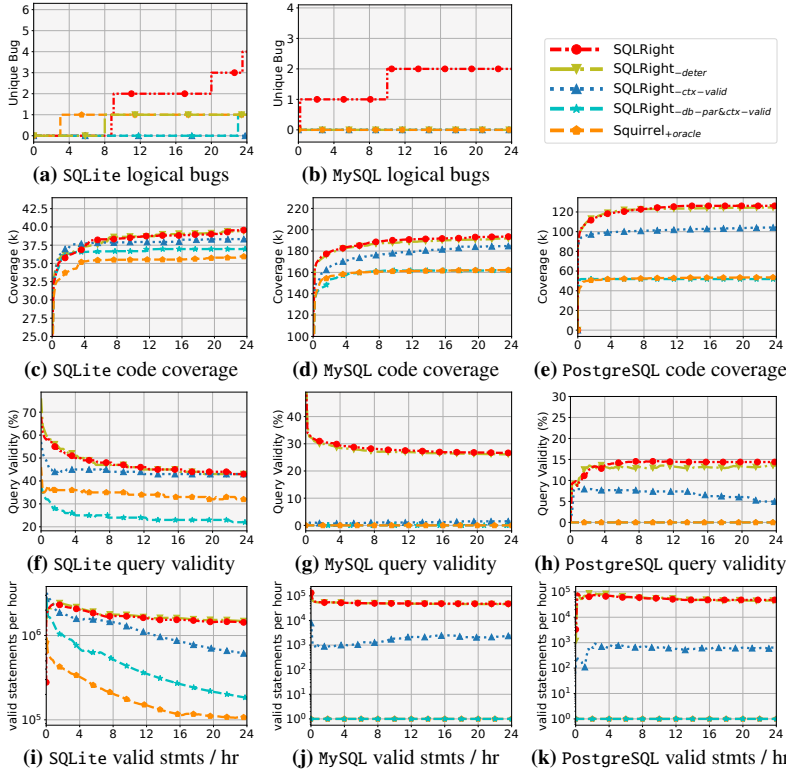 Unique Bug
6
5
4
3
2
1
0
0 4 8 12 16 20 24
(a) SQLite logical bugs
Unique Bug
4
3
2
1
0
0 4 8 12 16 20 24
(b) MySQL logical bugs
SQLRight
SQLRight-deter
SQLRight-ctx-valid
SQLRight-db-par&ctx-valid
Squirrel+oracle
Coverage (k)
42.5
40.0
37.5
35.0
32.5
30.0
27.5
25.0
0 4 8 12 16 20 24
(c) SQLite code coverage
Coverage (k)
220
200
180
160
140
120
100
0 4 8 12 16 20 24
(d) MySQL code coverage
Coverage (k)
120
100
80
60
40
20
0
0 4 8 12 16 20 24
(e) PostgreSQL code coverage
Query Validity (%)
70
60
50
40
30
20
0 4 8 12 16 20 24
(f) SQLite query validity
Query Validity (%)
40
30
20
10
0
0 4 8 12 16 20 24
(g) MySQL query validity
Query Validity (%)
30
25
20
15
10
5
0
0 4 8 12 16 20 24
(h) PostgreSQL query validity
valid statements per hour
10^6
10^5
0 4 8 12 16 20 24
(i) SQLite valid stmts / hr
valid statements per hour
10^5
10^4
10^3
10^2
10^1
10^0
0 4 8 12 16 20 24
(j) MySQL valid stmts / hr
valid statements per hour
10^5
10^4
10^3
10^2
10^1
10^0
0 4 8 12 16 20 24
(k) PostgreSQL valid stmts / hr